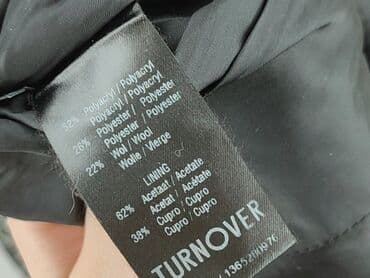 52% Polyacryl / Polyacryl
Polyacryl / Polyacryl
26% Polyester / Polyester
Polyester / Polyester
22% Wol / Wool
Wolle / Vierge
LINING
62% Acetaat / Acetate
Acetat / Acétate
38% Cupro / Cupro
Cupro / Cupro
TURNOVER